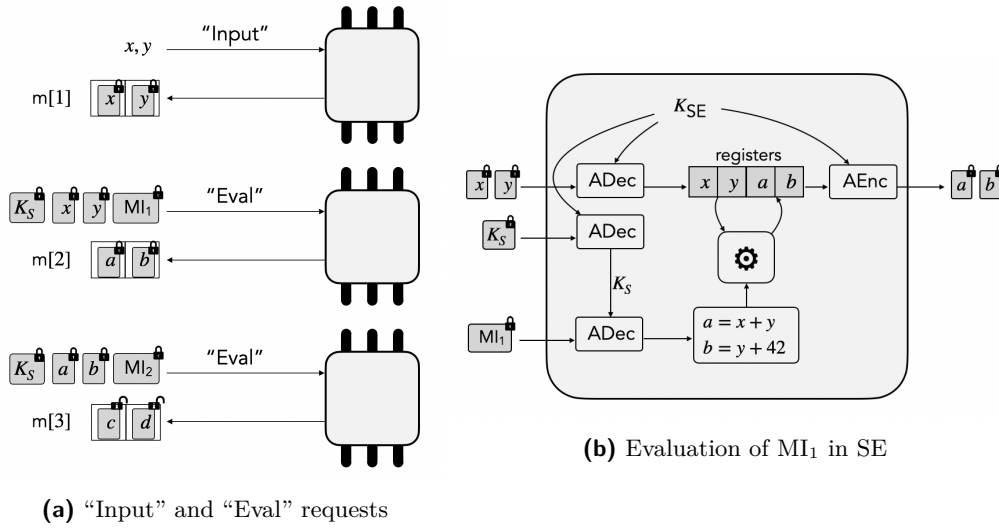 x, y "Input"
m[1] x y
K_S x y MI₁ "Eval"
m[2] a b
K_S a b MI₂ "Eval"
m[3] c d
(a) "Input" and "Eval" requests
K_SE
registers
x y ADec x y a b AEnc a b
K_S ADec
K_S
MI₁ ADec a = x + y
b = y + 42
(b) Evaluation of MI₁ in SE